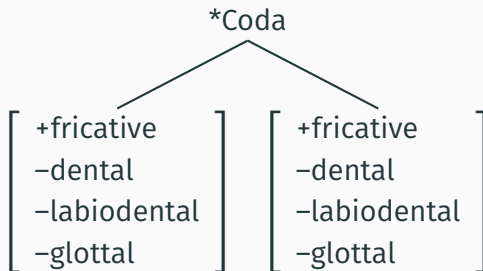 *Coda
+fricative +fricative
–dental –dental
–labiodental –labiodental
–glottal –glottal